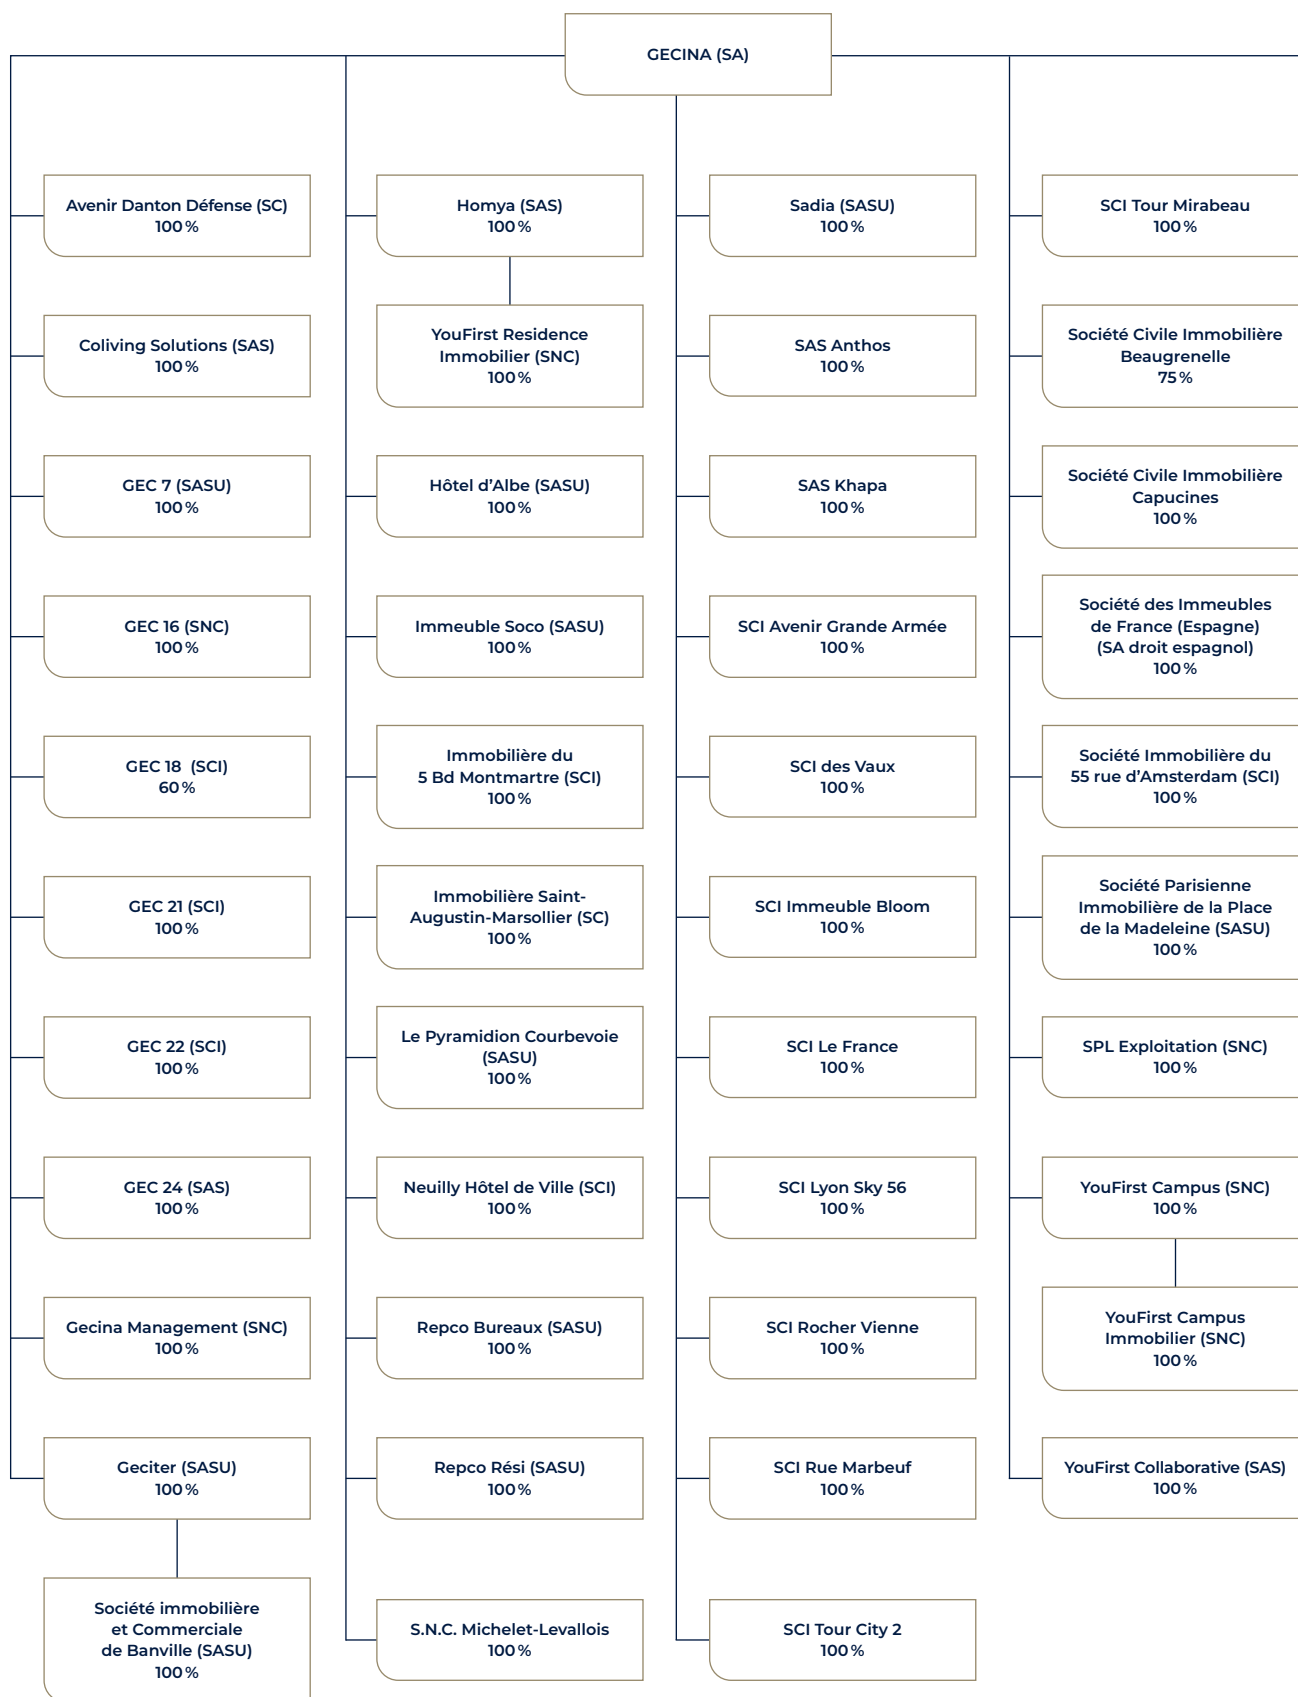 GECINA (SA)
Avenir Danton Défense (SC)
100 %
Coliving Solutions (SAS)
100 %
GEC 7 (SASU)
100 %
GEC 16 (SNC)
100 %
GEC 18 (SCI)
60 %
GEC 21 (SCI)
100 %
GEC 22 (SCI)
100 %
GEC 24 (SAS)
100 %
Gecina Management (SNC)
100 %
Geciter (SASU)
100 %
Société immobilière
et Commerciale
de Banville (SASU)
100 %
Homya (SAS)
100 %
YouFirst Residence
Immobilier (SNC)
100 %
Hôtel d’Albe (SASU)
100 %
Immeuble Soco (SASU)
100 %
Immobilière du
5 Bd Montmartre (SCI)
100 %
Immobilière Saint-
Augustin-Marsollier (SC)
100 %
Le Pyramidion Courbevoie
(SASU)
100 %
Neuilly Hôtel de Ville (SCI)
100 %
Repco Bureaux (SASU)
100 %
Repco Rési (SASU)
100 %
S.N.C. Michelet-Levallois
100 %
Sadia (SASU)
100 %
SAS Anthos
100 %
SAS Khapa
100 %
SCI Avenir Grande Armée
100 %
SCI des Vaux
100 %
SCI Immeuble Bloom
100 %
SCI Le France
100 %
SCI Lyon Sky 56
100 %
SCI Rocher Vienne
100 %
SCI Rue Marbeuf
100 %
SCI Tour City 2
100 %
SCI Tour Mirabeau
100 %
Société Civile Immobilière
Beaugrenelle
75 %
Société Civile Immobilière
Capucines
100 %
Société des Immeubles
de France (Espagne)
(SA droit espagnol)
100 %
Société Immobilière du
55 rue d’Amsterdam (SCI)
100 %
Société Parisienne
Immobilière de la Place
de la Madeleine (SASU)
100 %
SPL Exploitation (SNC)
100 %
YouFirst Campus (SNC)
100 %
YouFirst Campus
Immobilier (SNC)
100 %
YouFirst Collaborative (SAS)
100 %